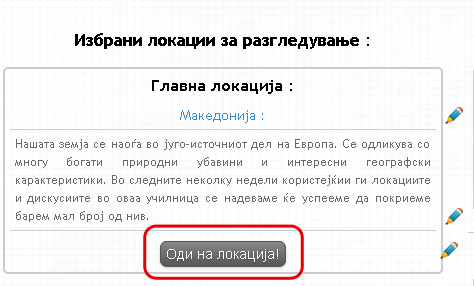 Избрани локации за разгледување :
Главна локација :
Македонија :
Нашата земја се наоѓа во југо-источниот дел на Европа. Се одликува со
многу богати природни убавини и интересни географски
карактеристики. Во следните неколку недели користејќии ги локациите
и дискусиите во оваа училница се надеваме ќе успееме да покриеме
барем мал број од нив.
Оди на локација!